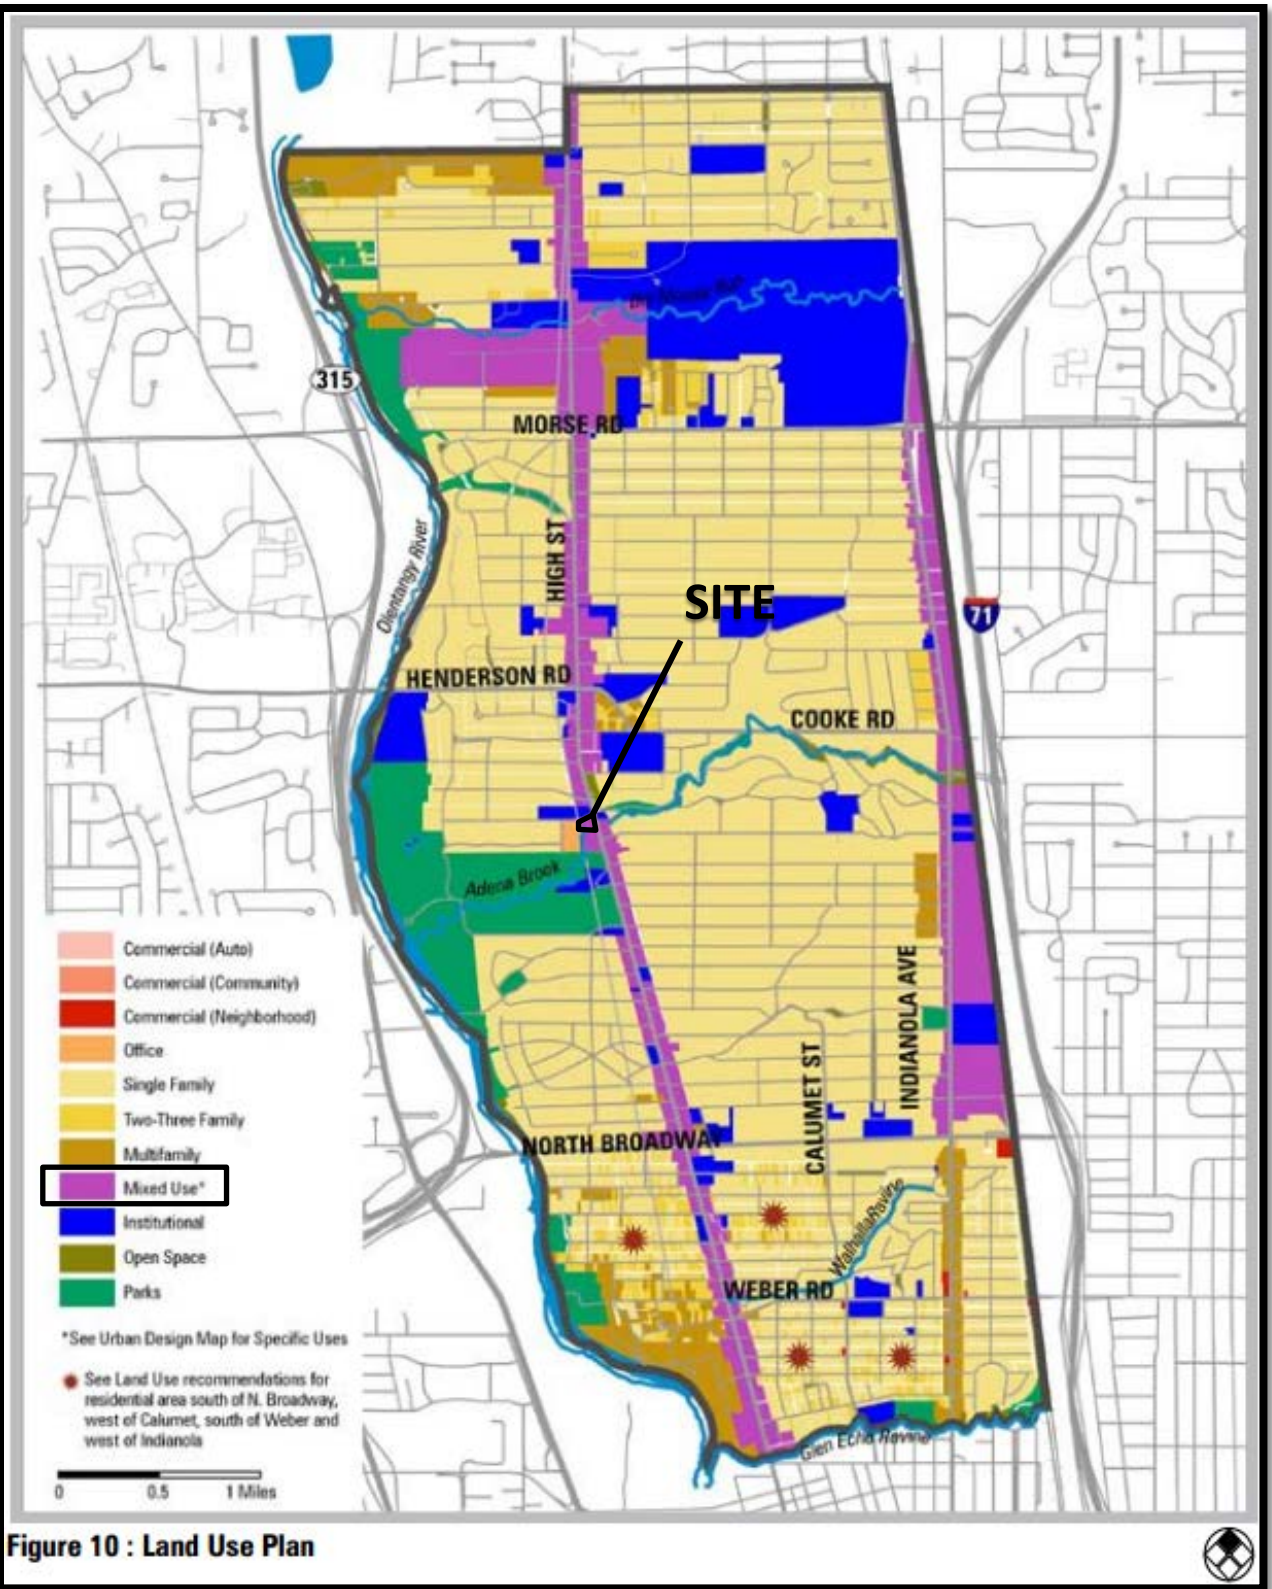 Big Walnut Run
315
MORSE RD
HIGH ST
Olentangy River
SITE
71
HENDERSON RD
COOKE RD
Adena Brook
INDIANOLA AVE
CALUMET ST
NORTH BROADWAY
Walhalla Ravine
WEBER RD
Glen Echo Ravine
Commercial (Auto)
Commercial (Community)
Commercial (Neighborhood)
Office
Single Family
Two-Three Family
Multifamily
Mixed Use*
Institutional
Open Space
Parks
*See Urban Design Map for Specific Uses
See Land Use recommendations for
residential area south of N. Broadway,
west of Calumet, south of Weber and
west of Indianola
0 0.5 1 Miles
Figure 10 : Land Use Plan